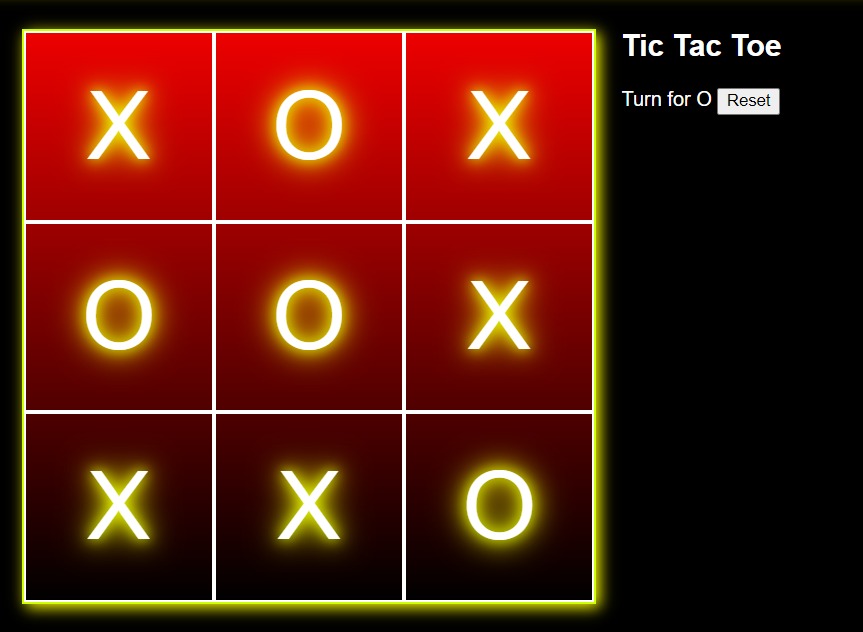 Tic Tac Toe
Turn for O Reset
X O X
O O X
X X O